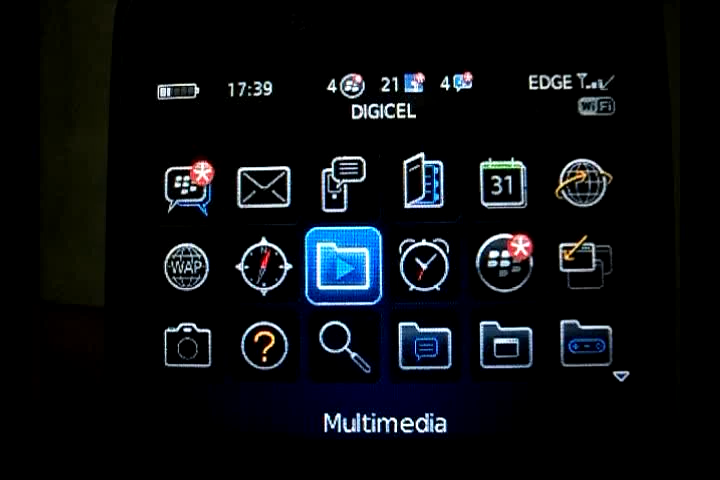 17:39 4 21 4 EDGE
DIGICEL
WiFi
31
WAP
N
?
Multimedia